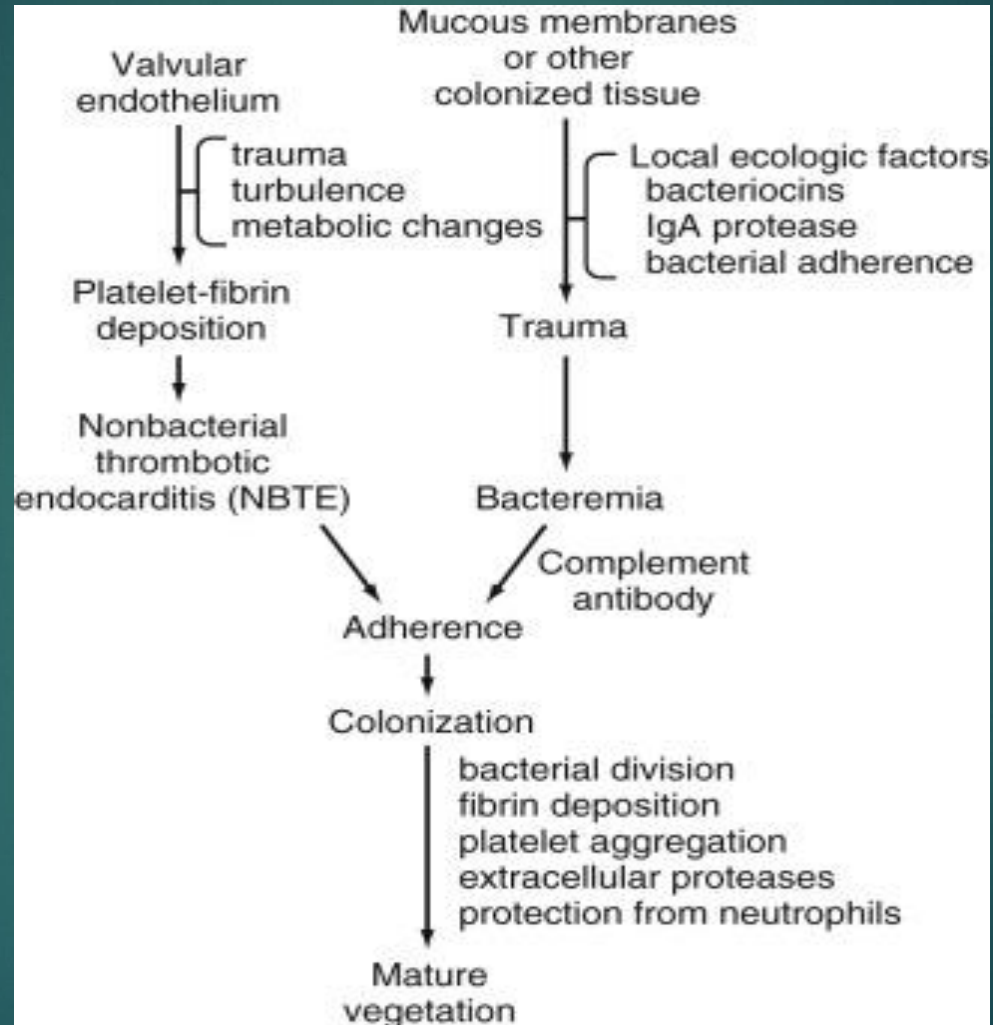 Mucous membranes
or other
colonized tissue
Valvular
endothelium
trauma
turbulence
metabolic changes
Local ecologic factors
bacteriocins
IgA protease
bacterial adherence
Platelet-fibrin
deposition
Trauma
Nonbacterial
thrombotic
endocarditis (NBTE)
Bacteremia
Complement
antibody
Adherence
Colonization
bacterial division
fibrin deposition
platelet aggregation
extracellular proteases
protection from neutrophils
Mature
vegetation